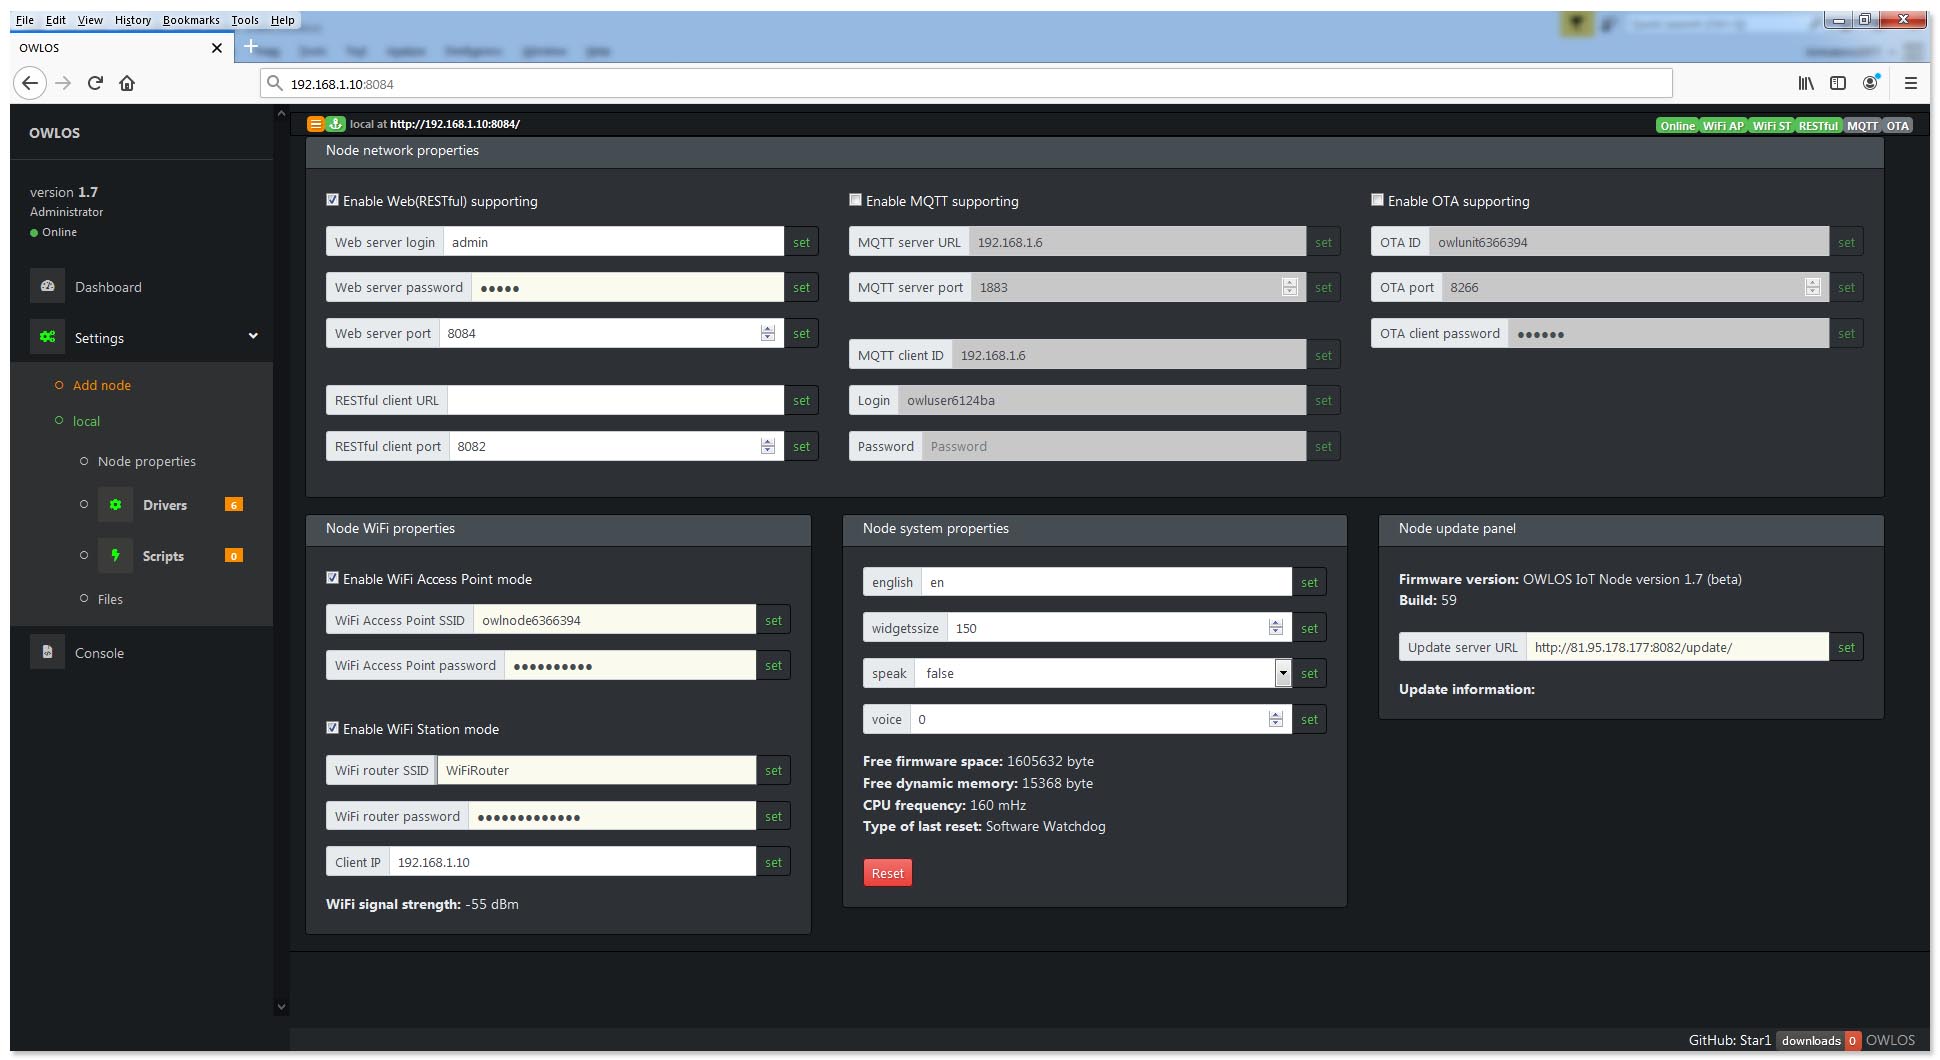 File Edit View History Bookmarks Tools Help
OWLOS
192.168.1.10:8084
OWLOS
version 1.7
Administrator
Online
Dashboard
Settings
Add node
local
Node properties
Drivers 6
Scripts 0
Files
Console
local at http://192.168.1.10:8084/
Online WiFi AP WiFi ST RESTful MQTT OTA
Node network properties
Enable Web(RESTful) supporting
Web server login admin set
Web server password ●●●●● set
Web server port 8084 set
RESTful client URL set
RESTful client port 8082 set
Enable MQTT supporting
MQTT server URL 192.168.1.6 set
MQTT server port 1883 set
MQTT client ID 192.168.1.6 set
Login owluser6124ba set
Password Password set
Enable OTA supporting
OTA ID owlunit6366394 set
OTA port 8266 set
OTA client password ●●●●●● set
Node WiFi properties
Enable WiFi Access Point mode
WiFi Access Point SSID owlnode6366394 set
WiFi Access Point password ●●●●●●●●●● set
Enable WiFi Station mode
WiFi router SSID WiFiRouter set
WiFi router password ●●●●●●●●●●●●● set
Client IP 192.168.1.10 set
WiFi signal strength: -55 dBm
Node system properties
english en set
widgetssize 150 set
speak false set
voice 0 set
Free firmware space: 1605632 byte
Free dynamic memory: 15368 byte
CPU frequency: 160 mHz
Type of last reset: Software Watchdog
Reset
Node update panel
Firmware version: OWLOS IoT Node version 1.7 (beta)
Build: 59
Update server URL http://81.95.178.177:8082/update/ set
Update information:
GitHub: Star1 downloads 0 OWLOS